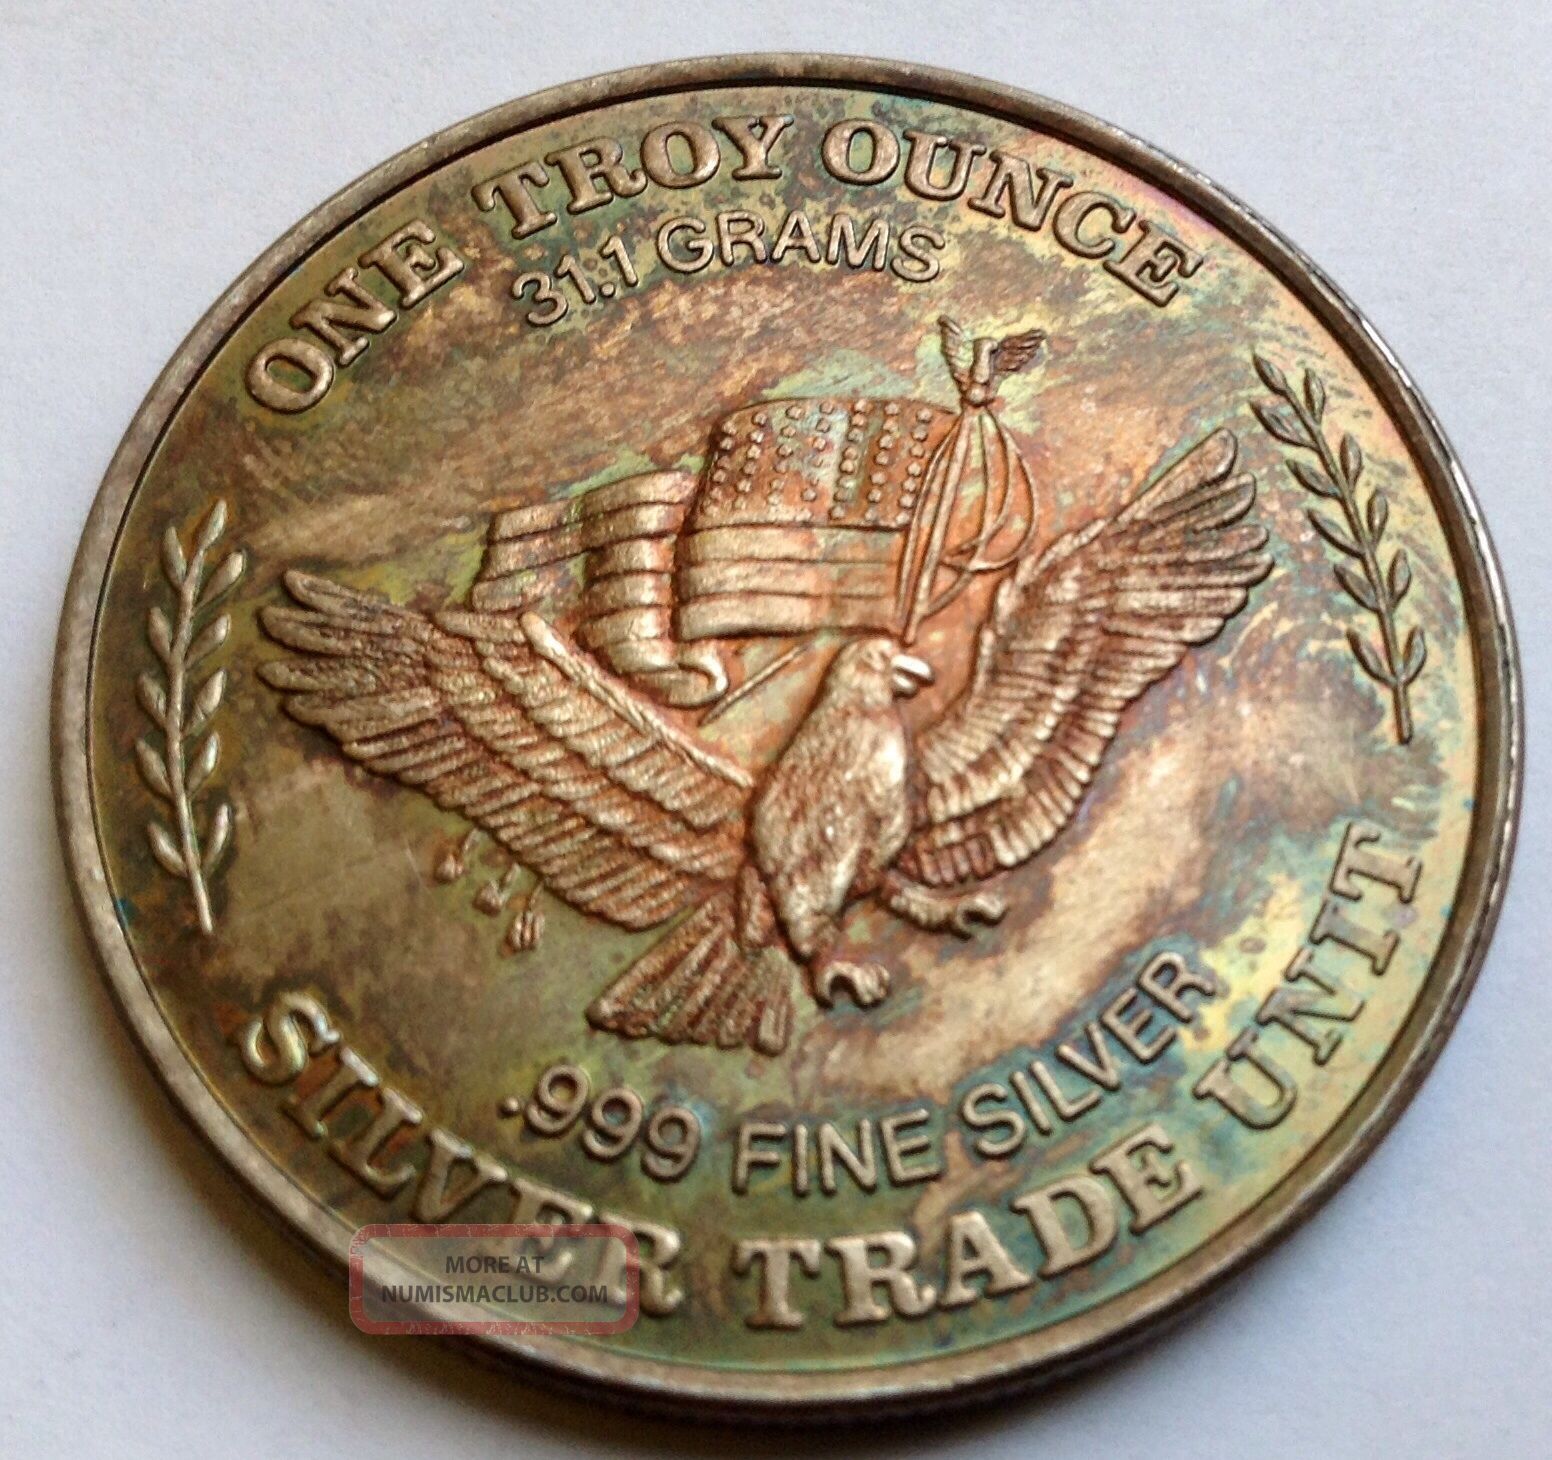 ONE TROY OUNCE
31.1 GRAMS
.999 FINE SILVER
SILVER TRADE UNIT
MORE AT
NUMISMACLUB.COM